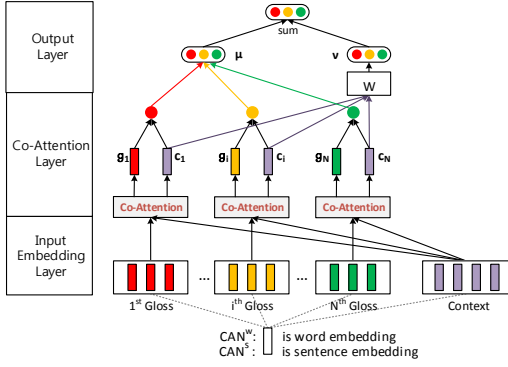 Output
Layer
sum
μ
ν
W
Co-Attention
Layer
g1
c1
gi
ci
gN
cN
Co-Attention
Co-Attention
Co-Attention
Input
Embedding
Layer
...
...
1st Gloss
ith Gloss
Nth Gloss
Context
CANw: is word embedding
CANs: is sentence embedding